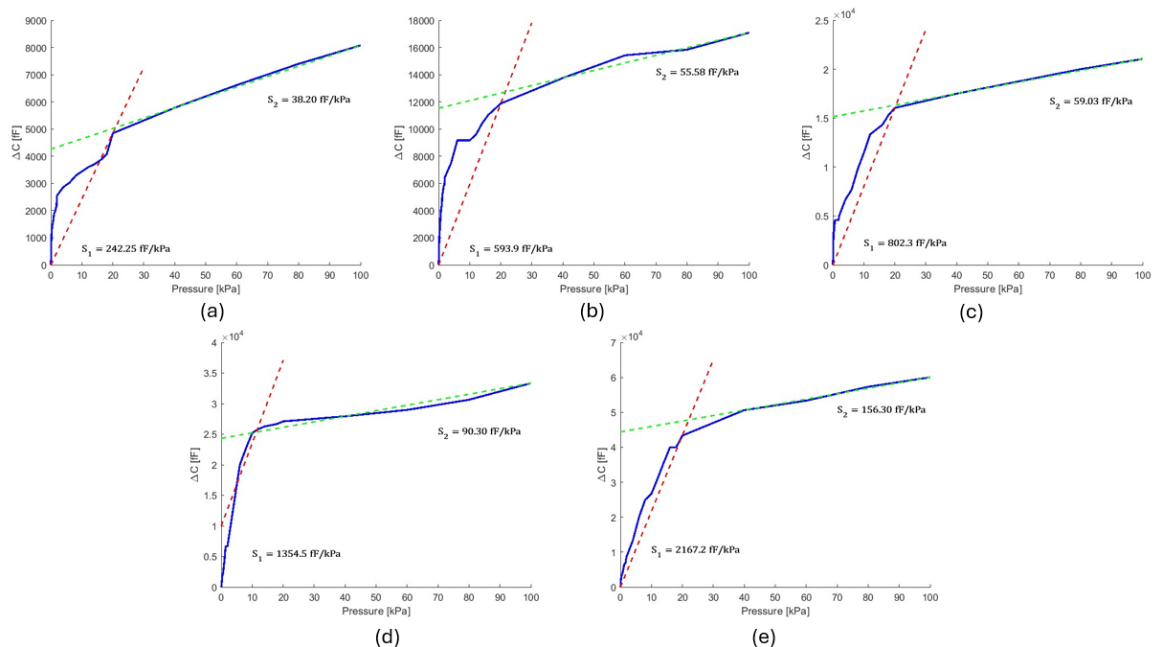 9000
8000
7000
6000
5000
4000
3000
2000
1000
0
ΔC [fF]
S2 = 38.20 fF/kPa
S1 = 242.25 fF/kPa
0 10 20 30 40 50 60 70 80 90 100
Pressure [kPa]
(a)
18000
16000
14000
12000
10000
8000
6000
4000
2000
0
ΔC [fF]
S2 = 55.58 fF/kPa
S1 = 593.9 fF/kPa
0 10 20 30 40 50 60 70 80 90 100
Pressure [kPa]
(b)
×10^4
2.5
2
1.5
1
0.5
0
ΔC [fF]
S2 = 59.03 fF/kPa
S1 = 802.3 fF/kPa
0 10 20 30 40 50 60 70 80 90 100
Pressure [kPa]
(c)
×10^4
4
3.5
3
2.5
2
1.5
1
0.5
0
ΔC [fF]
S2 = 90.30 fF/kPa
S1 = 1354.5 fF/kPa
0 10 20 30 40 50 60 70 80 90 100
Pressure [kPa]
(d)
×10^4
7
6
5
4
3
2
1
0
ΔC [fF]
S2 = 156.30 fF/kPa
S1 = 2167.2 fF/kPa
0 10 20 30 40 50 60 70 80 90 100
Pressure [kPa]
(e)